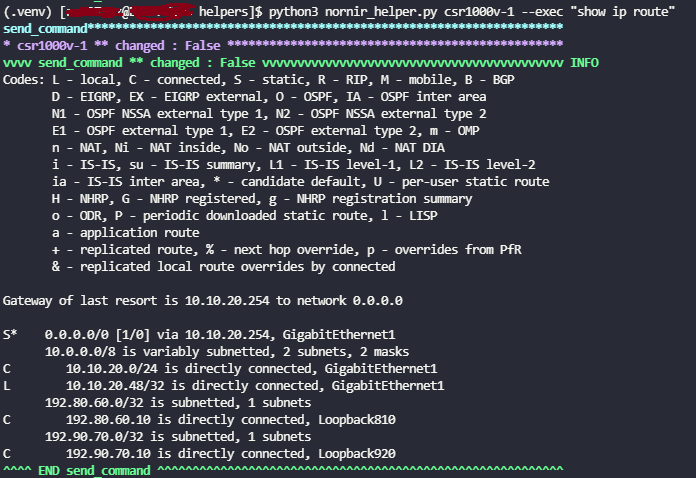 (.venv) [ @ helpers]$ python3 nornir_helper.py csr1000v-1 --exec "show ip route"
send_command********************************************************************
* csr1000v-1 ** changed : False ************************************************
vvvv send_command ** changed : False vvvvvvvvvvvvvvvvvvvvvvvvvvvvvvvvvvvvvvvvvvv INFO
Codes: L - local, C - connected, S - static, R - RIP, M - mobile, B - BGP
       D - EIGRP, EX - EIGRP external, O - OSPF, IA - OSPF inter area
       N1 - OSPF NSSA external type 1, N2 - OSPF NSSA external type 2
       E1 - OSPF external type 1, E2 - OSPF external type 2, m - OMP
       n - NAT, Ni - NAT inside, No - NAT outside, Nd - NAT DIA
       i - IS-IS, su - IS-IS summary, L1 - IS-IS level-1, L2 - IS-IS level-2
       ia - IS-IS inter area, * - candidate default, U - per-user static route
       H - NHRP, G - NHRP registered, g - NHRP registration summary
       o - ODR, P - periodic downloaded static route, l - LISP
       a - application route
       + - replicated route, % - next hop override, p - overrides from PfR
       & - replicated local route overrides by connected
Gateway of last resort is 10.10.20.254 to network 0.0.0.0
S*    0.0.0.0/0 [1/0] via 10.10.20.254, GigabitEthernet1
      10.0.0.0/8 is variably subnetted, 2 subnets, 2 masks
C        10.10.20.0/24 is directly connected, GigabitEthernet1
L        10.10.20.48/32 is directly connected, GigabitEthernet1
      192.80.60.0/32 is subnetted, 1 subnets
C        192.80.60.10 is directly connected, Loopback810
      192.90.70.0/32 is subnetted, 1 subnets
C        192.90.70.10 is directly connected, Loopback920
^^^^ END send_command ^^^^^^^^^^^^^^^^^^^^^^^^^^^^^^^^^^^^^^^^^^^^^^^^^^^^^^^^^^